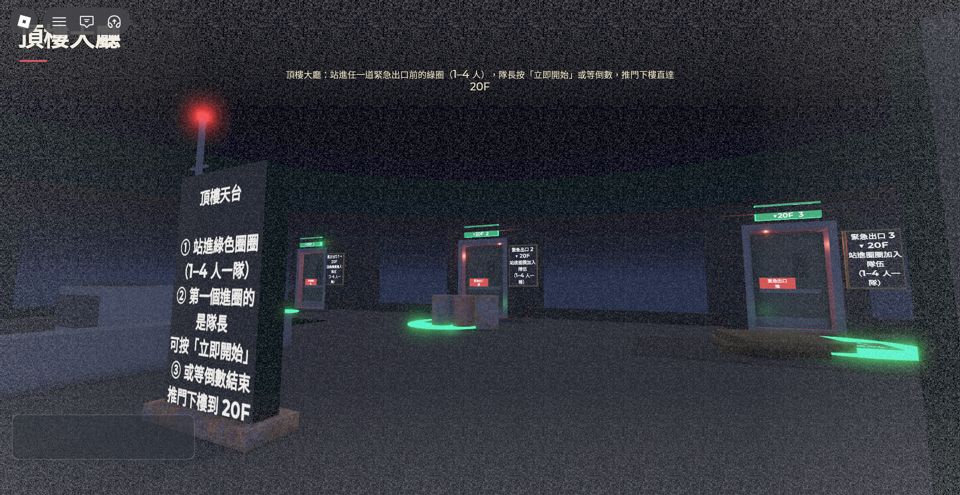 頂樓大廳
頂樓大廳：站進任一道緊急出口前的綠圈（1–4 人），隊長按「立即開始」或等倒數，推門下樓直達
20F
頂樓天台
① 站進綠色圈圈
(1–4 人一隊)
② 第一個進圈的
是隊長
可按「立即開始」
③ 或等倒數結束
推門下樓到 20F
緊急出口 2
▼ 20F
站進圈圈加入
隊伍
(1–4 人一
隊)
▼20F 3
緊急出口
緊急出口 3
▼ 20F
站進圈圈加入
隊伍
(1–4 人一
隊)